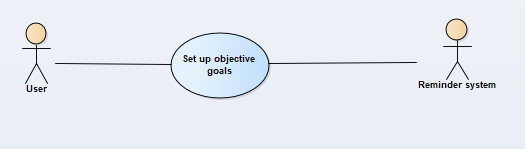 Set up objective
goals
User
Reminder system